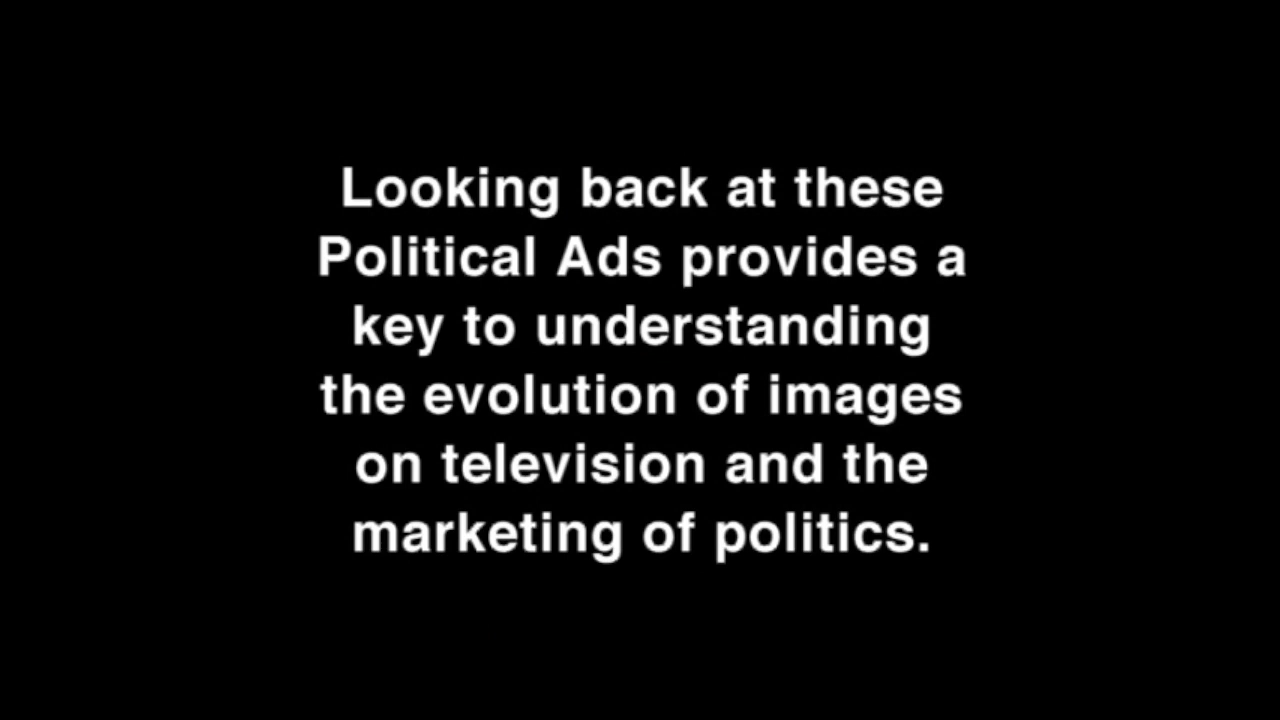 Looking back at these
Political Ads provides a
key to understanding
the evolution of images
on television and the
marketing of politics.